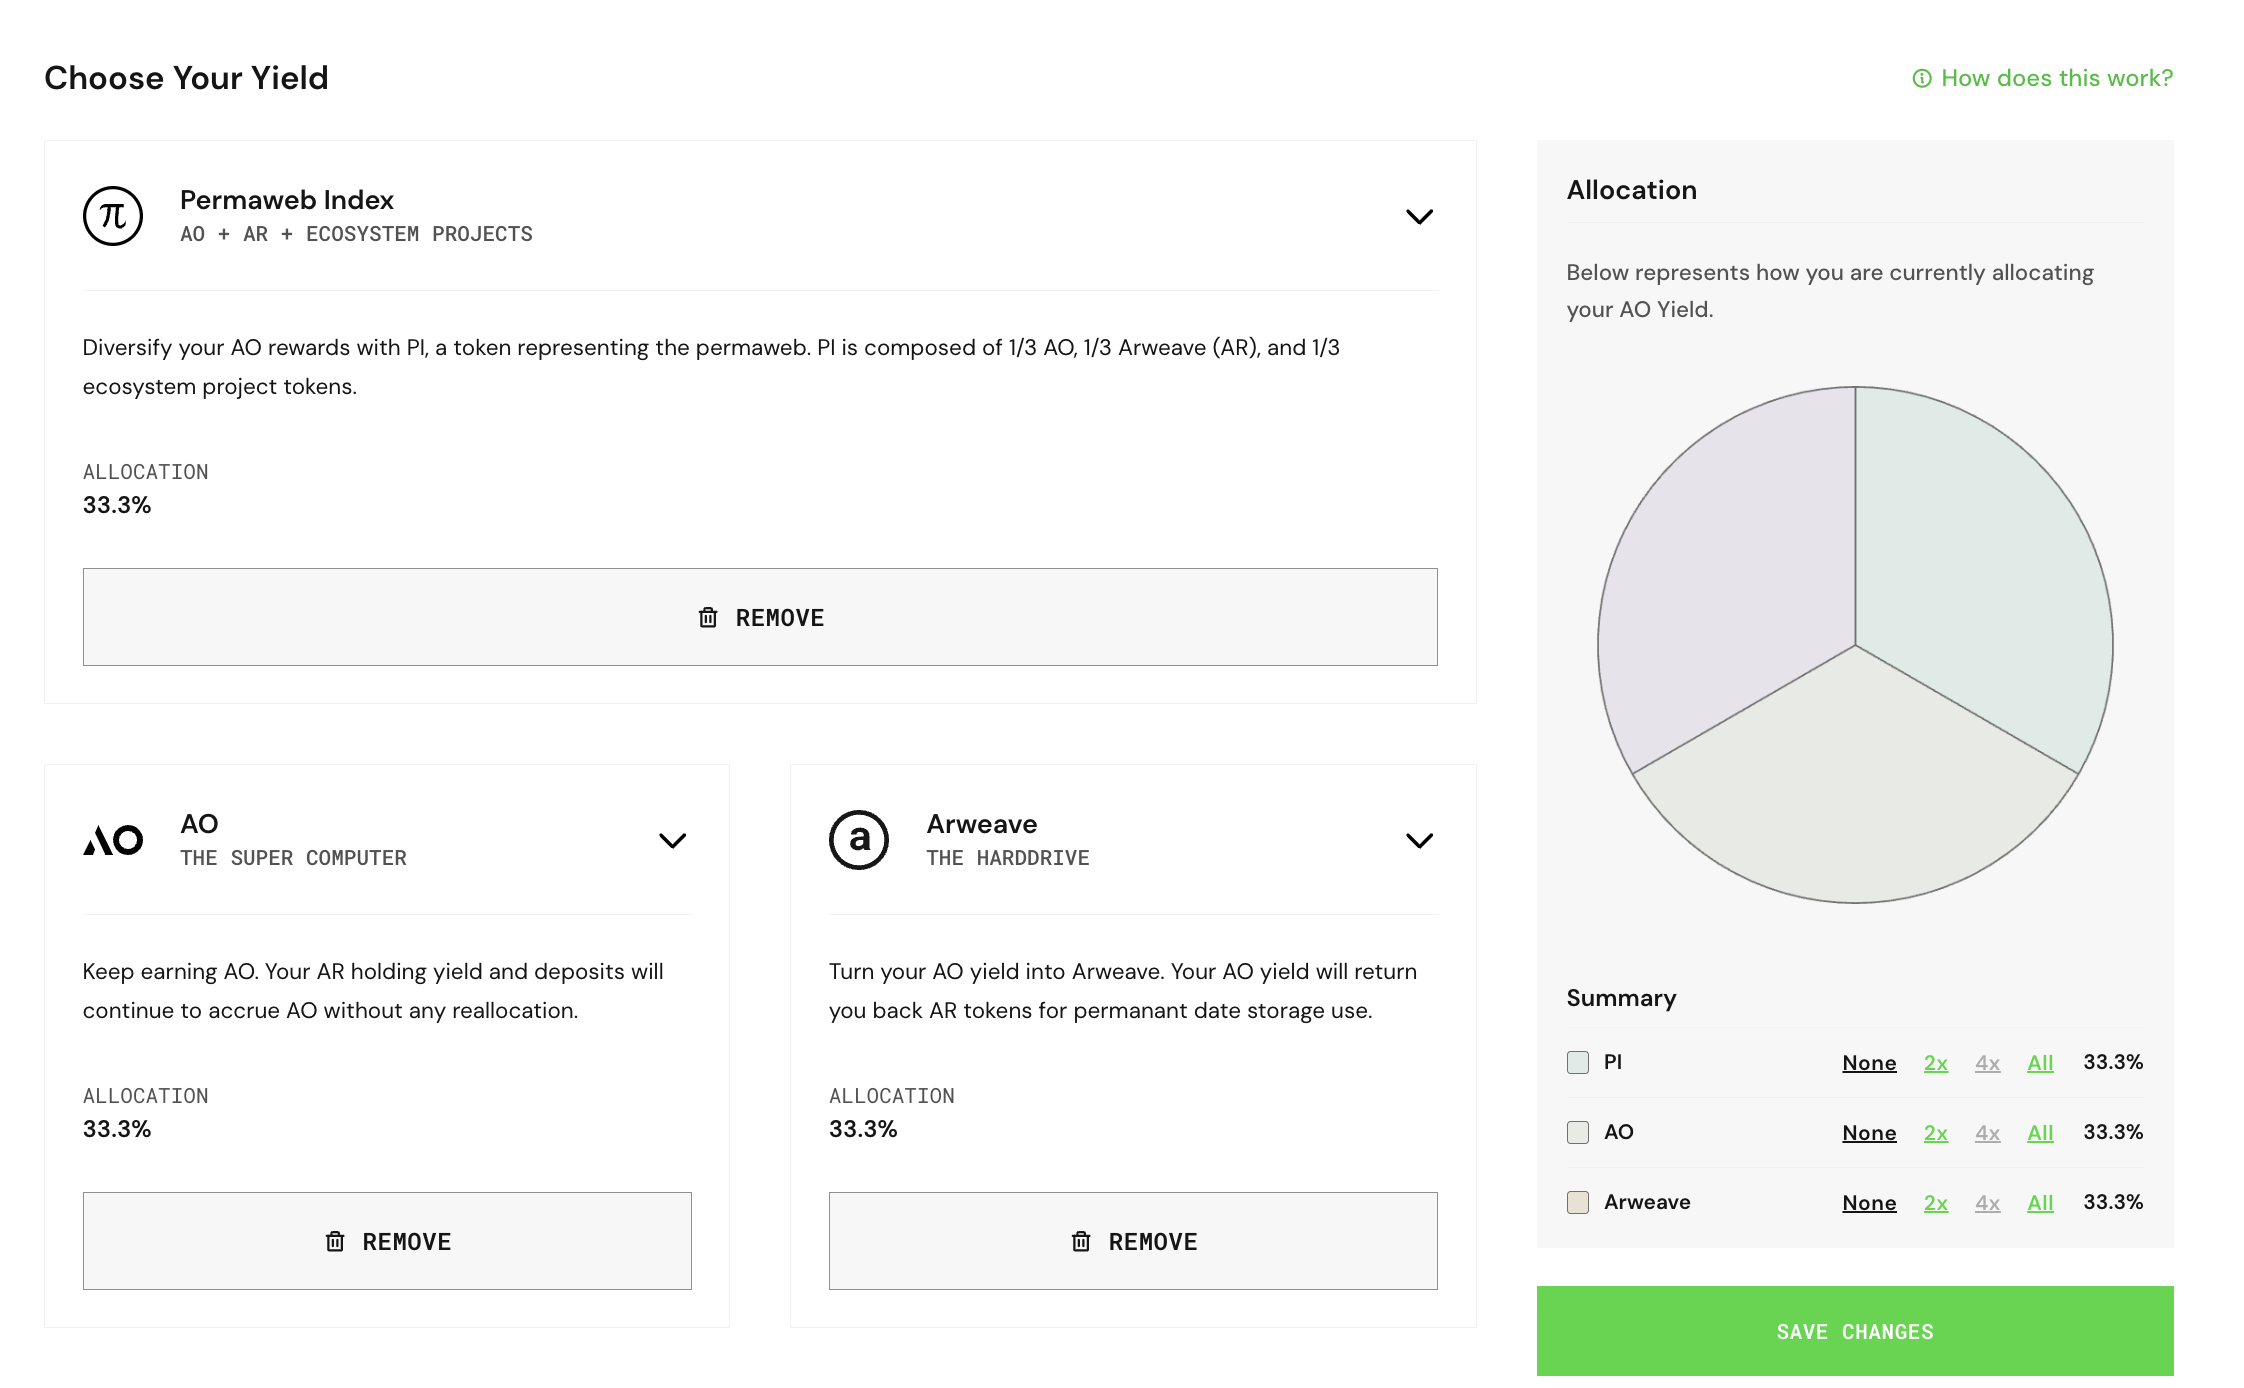 Choose Your Yield
How does this work?
π
Permaweb Index
AO + AR + ECOSYSTEM PROJECTS
Diversify your AO rewards with PI, a token representing the permaweb. PI is composed of 1/3 AO, 1/3 Arweave (AR), and 1/3
ecosystem project tokens.
ALLOCATION
33.3%
REMOVE
AO
AO
THE SUPER COMPUTER
Keep earning AO. Your AR holding yield and deposits will
continue to accrue AO without any reallocation.
ALLOCATION
33.3%
REMOVE
a
Arweave
THE HARDDRIVE
Turn your AO yield into Arweave. Your AO yield will return
you back AR tokens for permanant date storage use.
ALLOCATION
33.3%
REMOVE
Allocation
Below represents how you are currently allocating
your AO Yield.
Summary
PI None 2x 4x All 33.3%
AO None 2x 4x All 33.3%
Arweave None 2x 4x All 33.3%
SAVE CHANGES